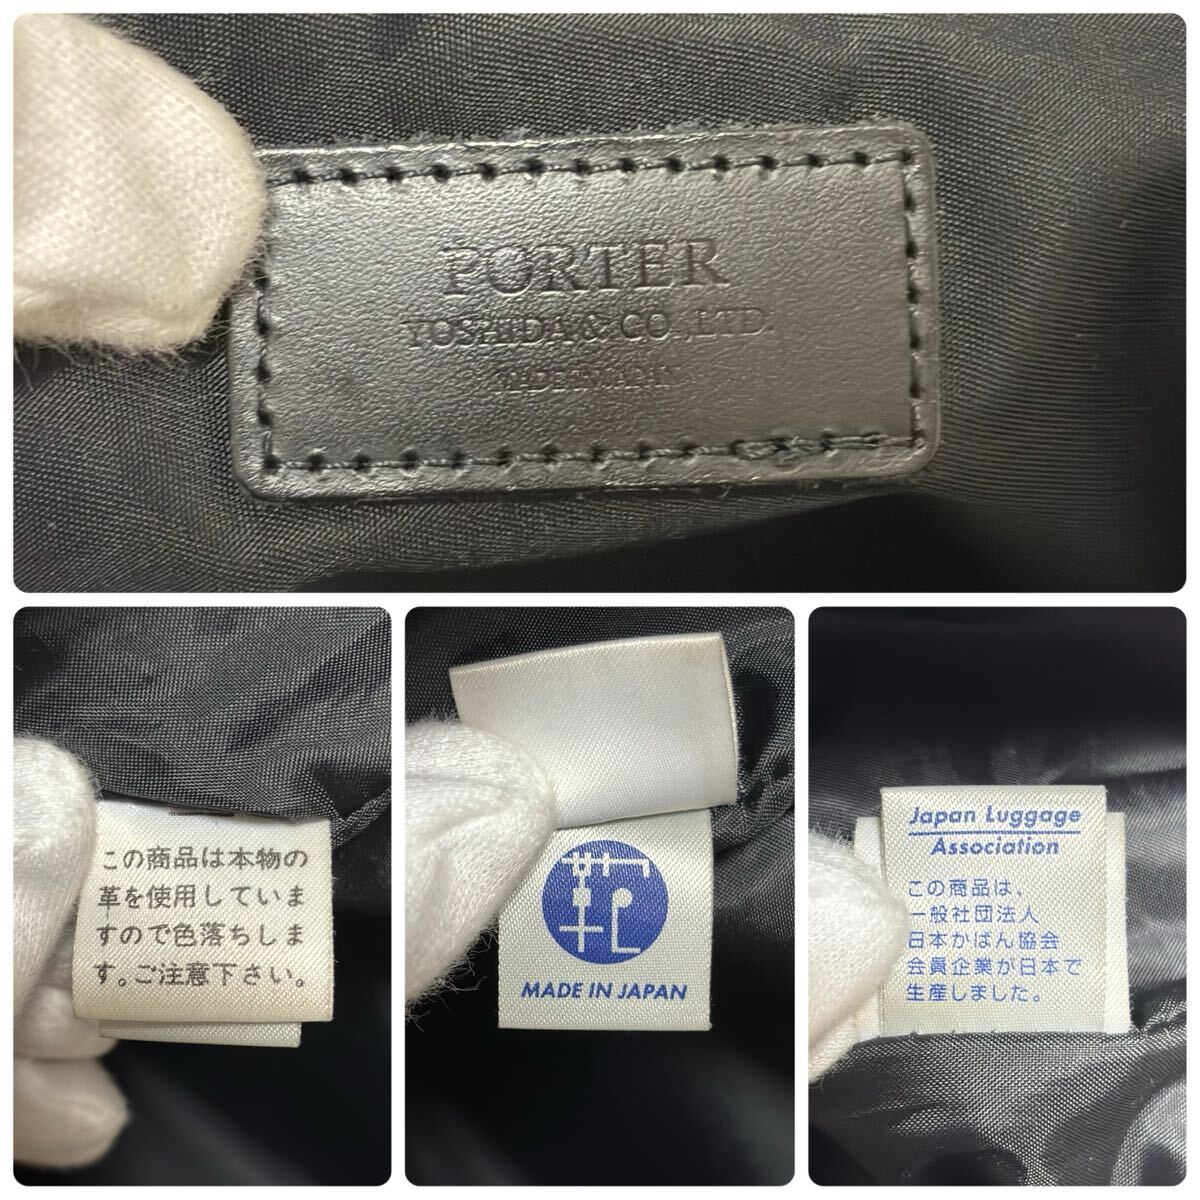 PORTER
YOSHIDA & CO., LTD.
MADE IN JAPAN
この商品は本物の
革を使用していま
すので色落ちしま
す。ご注意下さい。
MADE IN JAPAN
Japan Luggage
Association
この商品は、
一般社団法人
日本かばん協会
会員企業が日本で
生産しました。